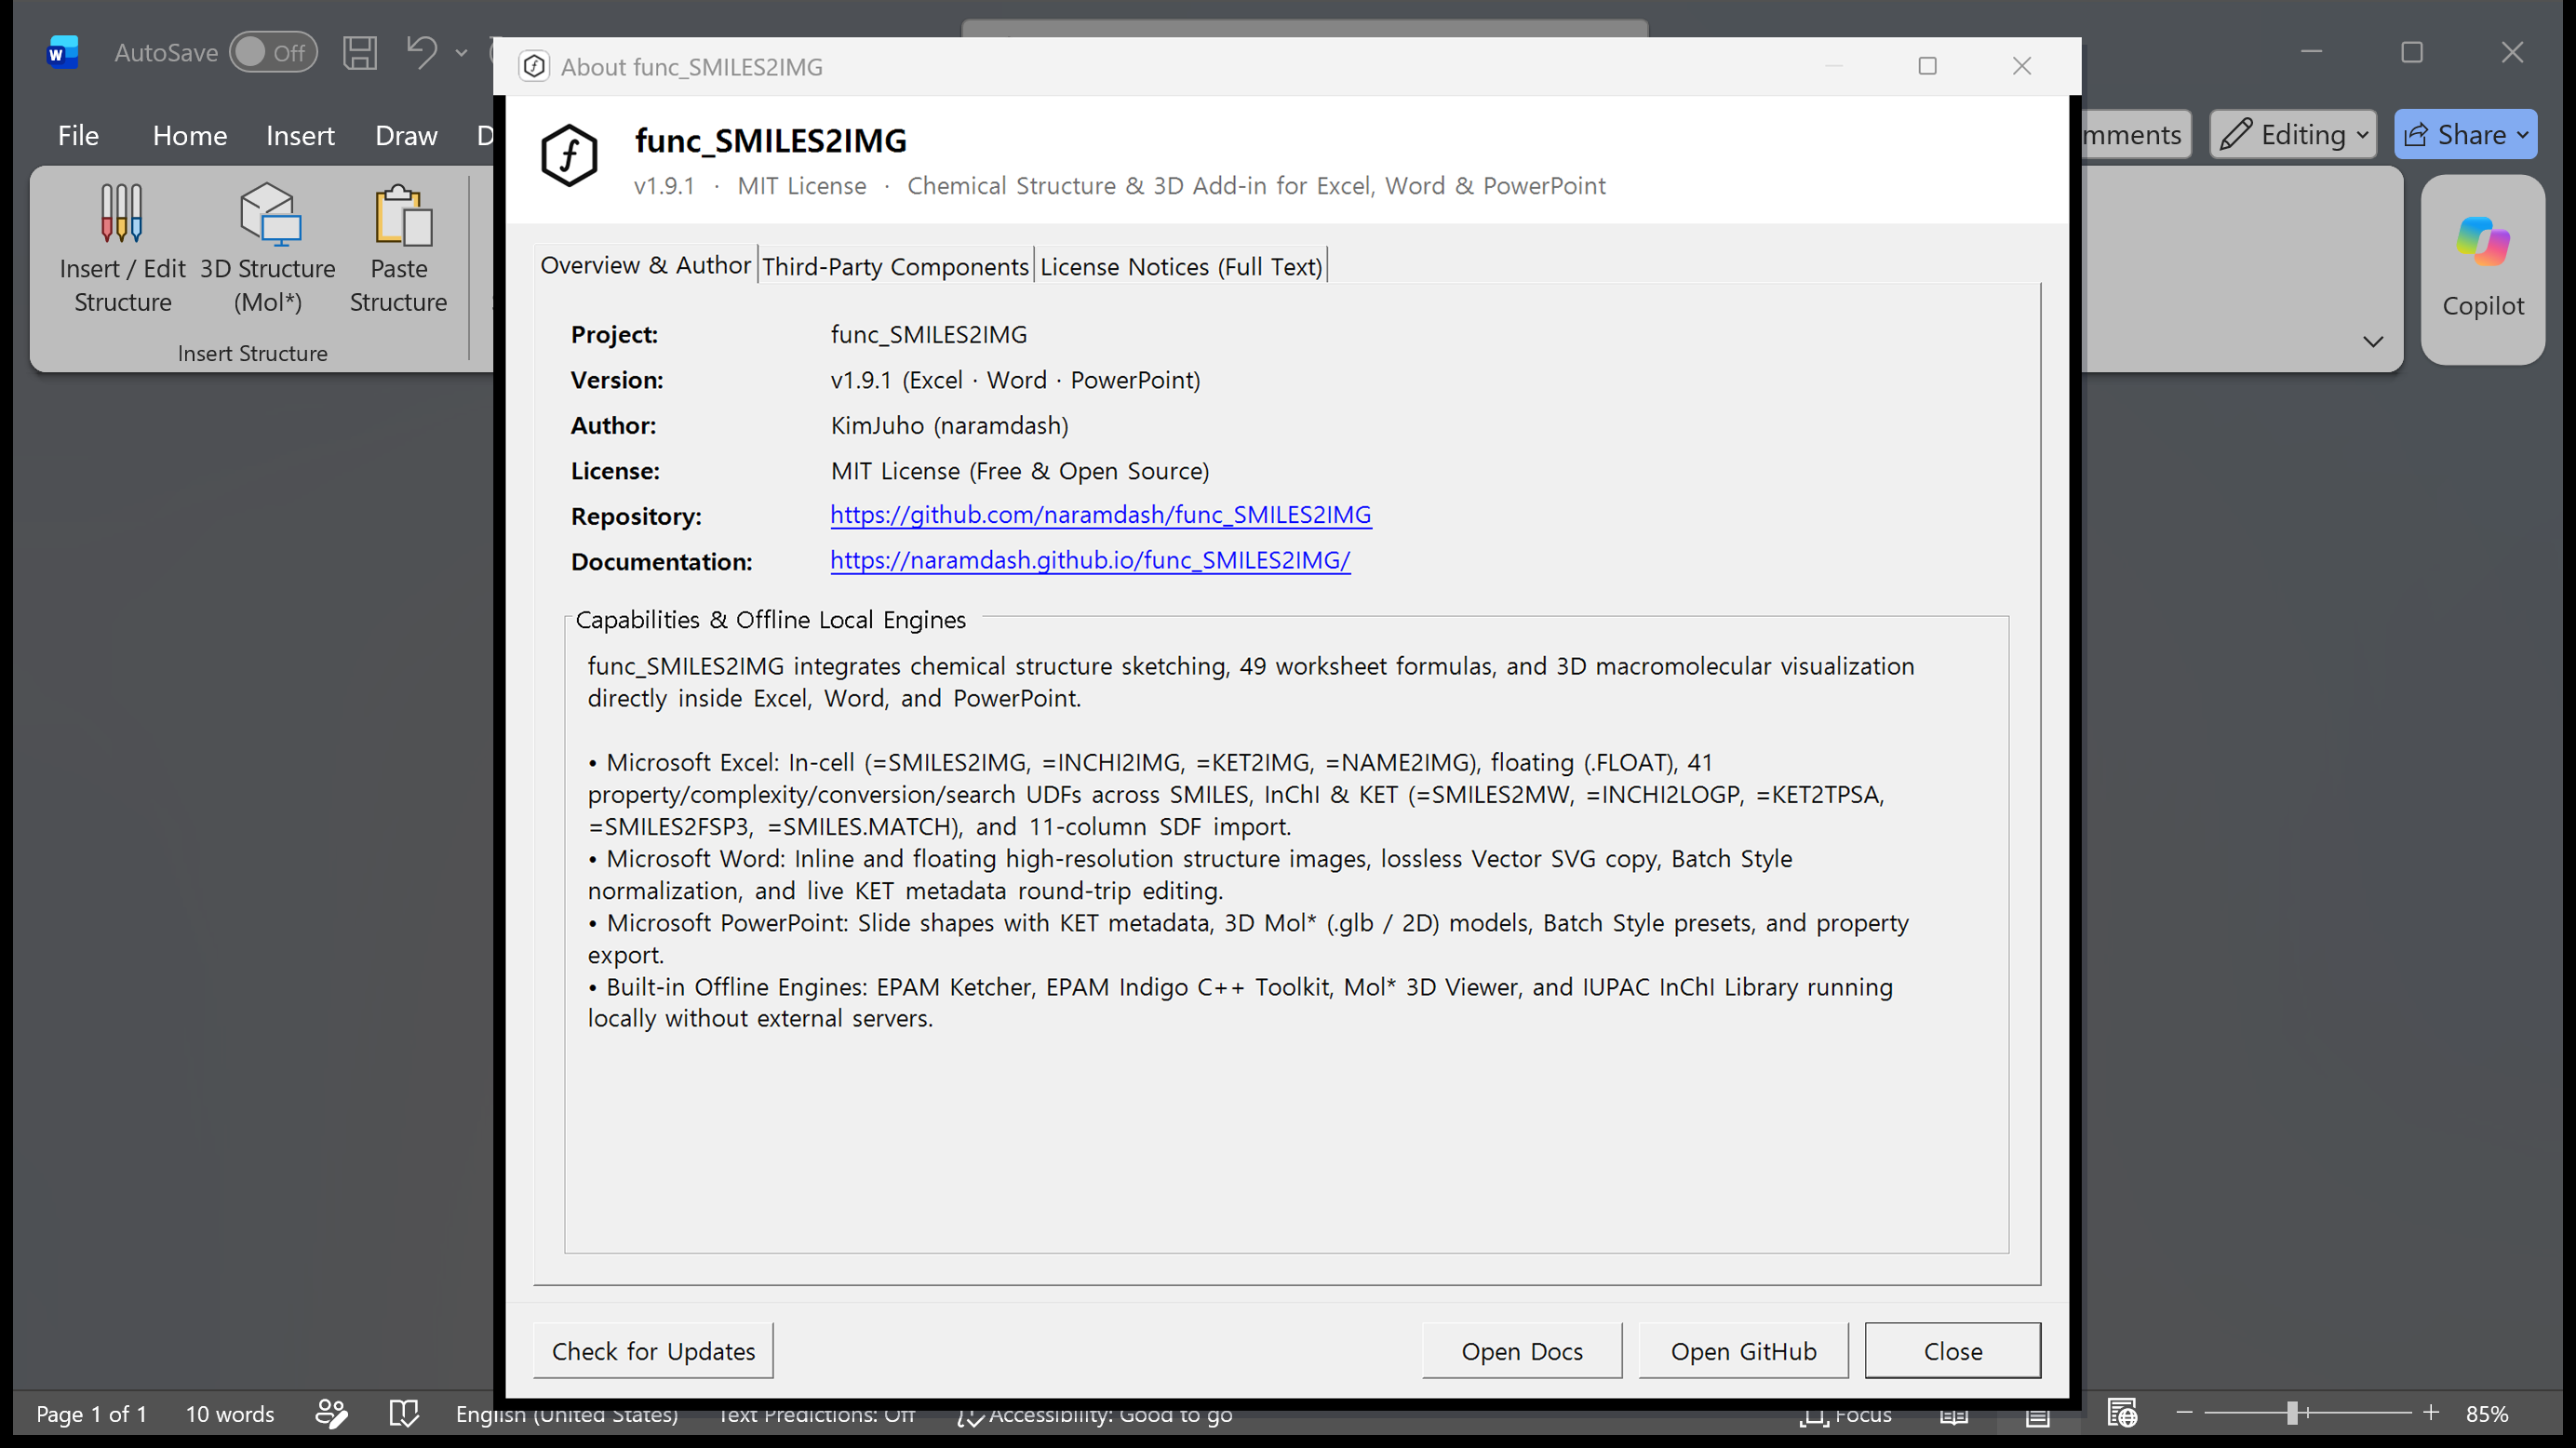 AutoSave Off
About func_SMILES2IMG
File Home Insert Draw
mments Editing Share
func_SMILES2IMG
v1.9.1 · MIT License · Chemical Structure & 3D Add-in for Excel, Word & PowerPoint
Insert / Edit
Structure
3D Structure
(Mol*)
Paste
Structure
Insert Structure
Copilot
Overview & Author Third-Party Components License Notices (Full Text)
Project: func_SMILES2IMG
Version: v1.9.1 (Excel · Word · PowerPoint)
Author: KimJuho (naramdash)
License: MIT License (Free & Open Source)
Repository: https://github.com/naramdash/func_SMILES2IMG
Documentation: https://naramdash.github.io/func_SMILES2IMG/
Capabilities & Offline Local Engines
func_SMILES2IMG integrates chemical structure sketching, 49 worksheet formulas, and 3D macromolecular visualization
directly inside Excel, Word, and PowerPoint.
• Microsoft Excel: In-cell (=SMILES2IMG, =INCHI2IMG, =KET2IMG, =NAME2IMG), floating (.FLOAT), 41
property/complexity/conversion/search UDFs across SMILES, InChI & KET (=SMILES2MW, =INCHI2LOGP, =KET2TPSA,
=SMILES2FSP3, =SMILES.MATCH), and 11-column SDF import.
• Microsoft Word: Inline and floating high-resolution structure images, lossless Vector SVG copy, Batch Style
normalization, and live KET metadata round-trip editing.
• Microsoft PowerPoint: Slide shapes with KET metadata, 3D Mol* (.glb / 2D) models, Batch Style presets, and property
export.
• Built-in Offline Engines: EPAM Ketcher, EPAM Indigo C++ Toolkit, Mol* 3D Viewer, and IUPAC InChI Library running
locally without external servers.
Check for Updates Open Docs Open GitHub Close
Page 1 of 1 10 words English (United States) Text Predictions: Off Accessibility: Good to go Focus 85%